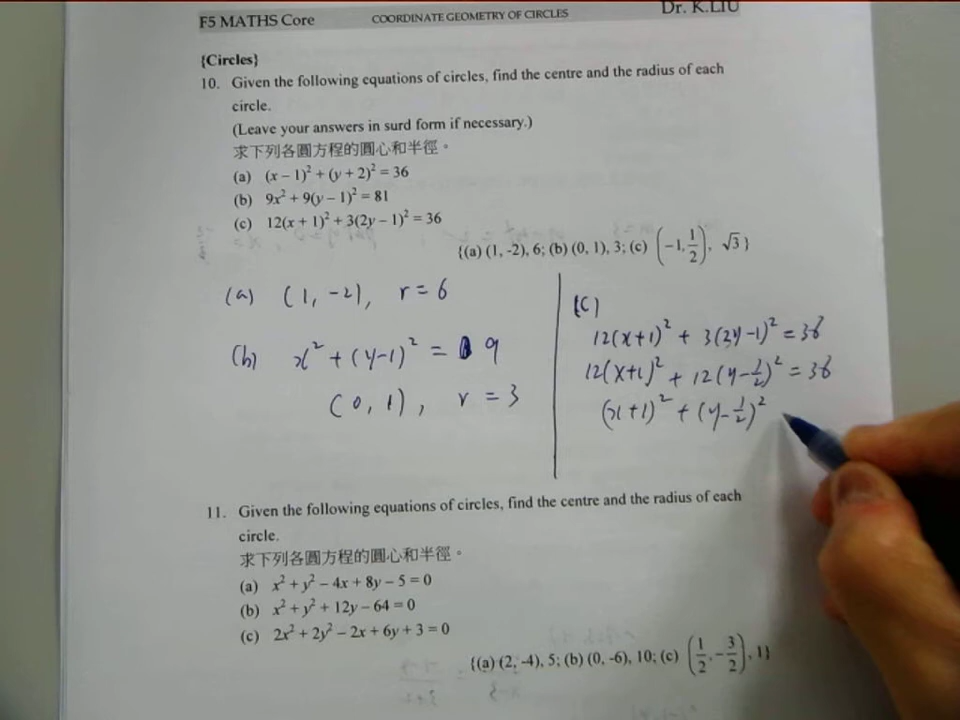 F5 MATHS Core COORDINATE GEOMETRY OF CIRCLES Dr. K.LIU
{Circles}
10. Given the following equations of circles, find the centre and the radius of each
circle.
(Leave your answers in surd form if necessary.)
求下列各圓方程的圓心和半徑。
(a) (x – 1)² + (y + 2)² = 36
(b) 9x² + 9(y – 1)² = 81
(c) 12(x + 1)² + 3(2y – 1)² = 36
{(a) (1, -2), 6; (b) (0, 1), 3; (c) (-1, 1/2), √3}
(a) (1, -2), r = 6
(b) x² + (y-1)² = 9
(0, 1), r = 3
(C)
12(x+1)² + 3(2y-1)² = 36
12(x+1)² + 12(y-1/2)² = 36
(x+1)² + (y-1/2)²
11. Given the following equations of circles, find the centre and the radius of each
circle.
求下列各圓方程的圓心和半徑。
(a) x² + y² – 4x + 8y – 5 = 0
(b) x² + y² + 12y – 64 = 0
(c) 2x² + 2y² – 2x + 6y + 3 = 0
{(a) (2, -4), 5; (b) (0, -6), 10; (c) (1/2, -3/2), 1}